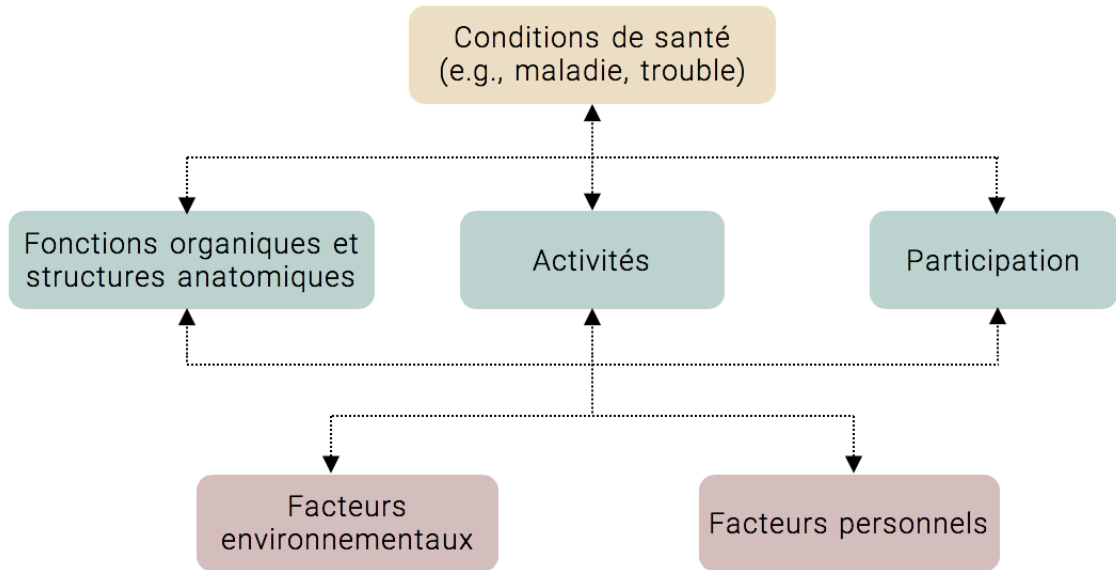 Conditions de santé
(e.g., maladie, trouble)
Fonctions organiques et
structures anatomiques
Activités
Participation
Facteurs
environnementaux
Facteurs personnels